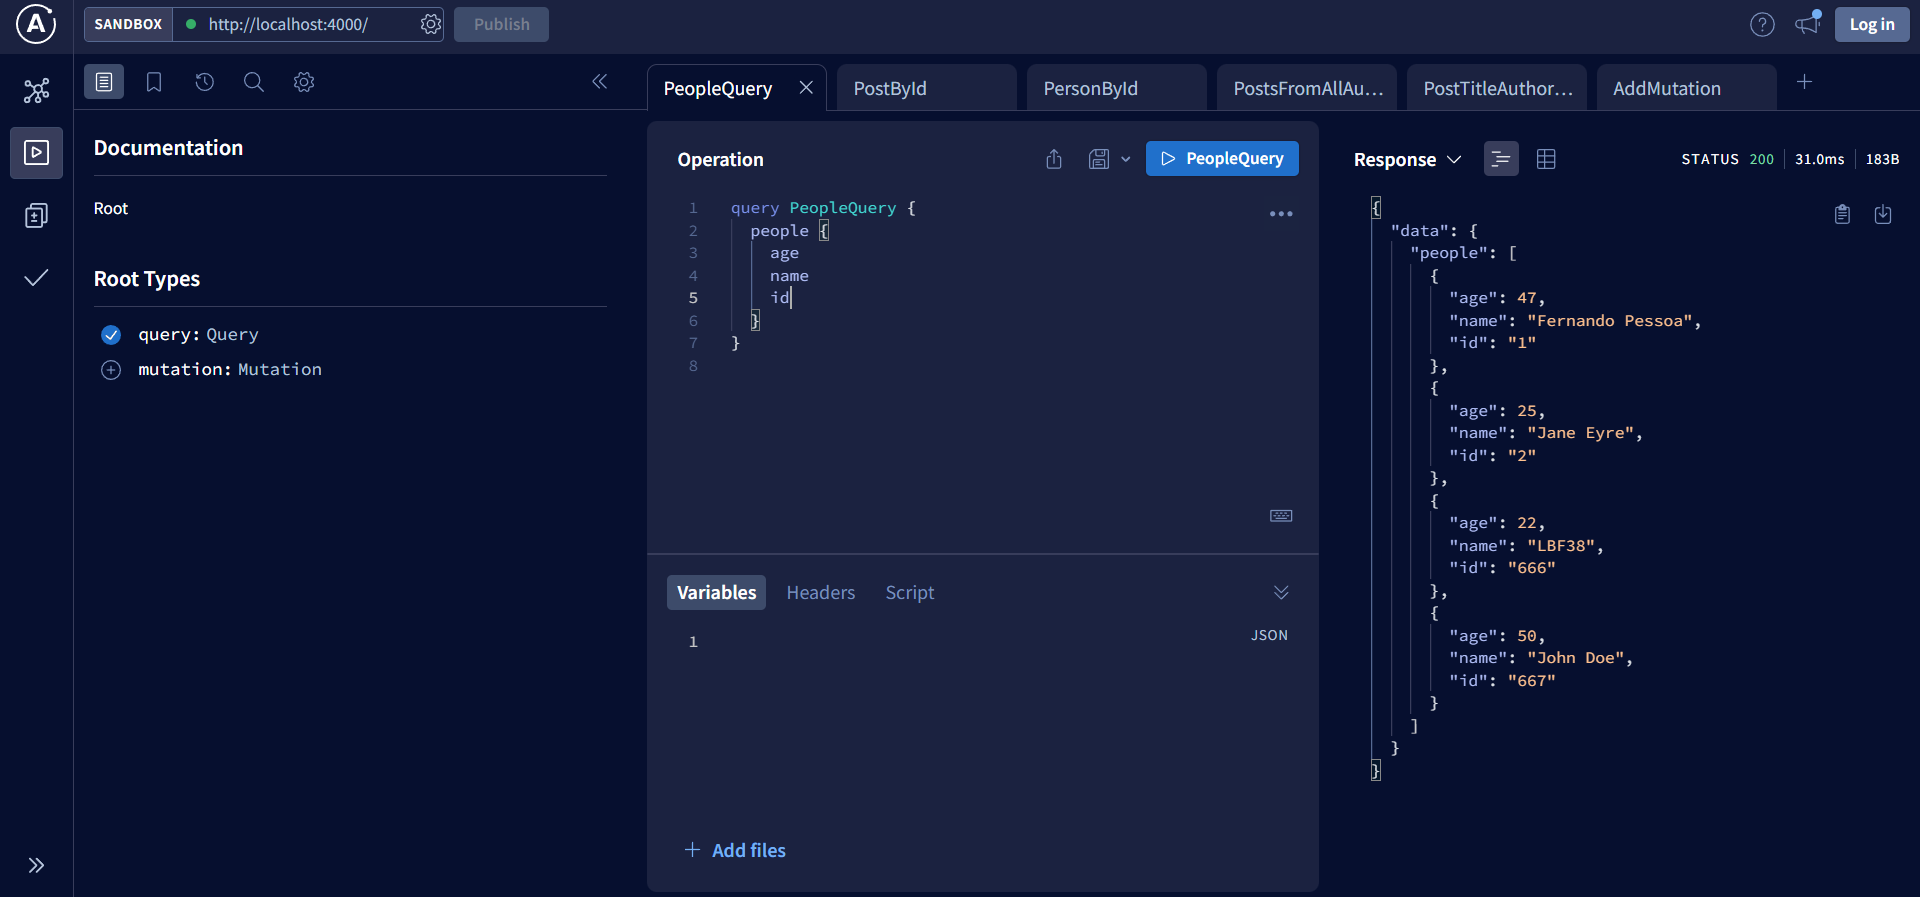 SANDBOX http://localhost:4000/ Publish Log in
PeopleQuery PostById PersonById PostsFromAllAu... PostTitleAuthor... AddMutation
Documentation
Root
Root Types
query: Query
mutation: Mutation
Operation PeopleQuery
1 query PeopleQuery {
2 people {
3 age
4 name
5 id
6 }
7 }
8
Variables Headers Script
1 JSON
Add files
Response STATUS 200 31.0ms 183B
{
"data": {
"people": [
{
"age": 47,
"name": "Fernando Pessoa",
"id": "1"
},
{
"age": 25,
"name": "Jane Eyre",
"id": "2"
},
{
"age": 22,
"name": "LBF38",
"id": "666"
},
{
"age": 50,
"name": "John Doe",
"id": "667"
}
]
}
}